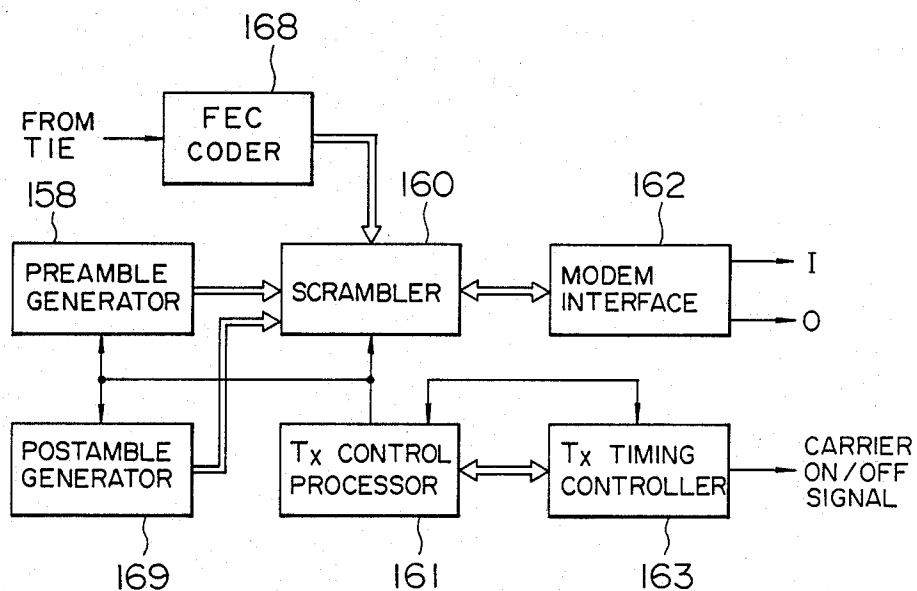 168
FROM
TIE
FEC
CODER
158
160
162
PREAMBLE
GENERATOR
SCRAMBLER
MODEM
INTERFACE
I
O
POSTAMBLE
GENERATOR
Tx CONTROL
PROCESSOR
Tx TIMING
CONTROLLER
CARRIER
ON/OFF
SIGNAL
169
161
163